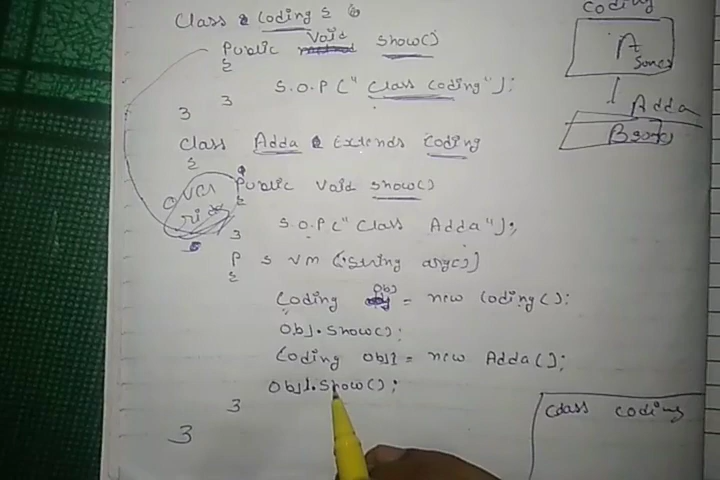 Class Coding {
Public Void Show()
{
S.O.P ("Class Coding");
}
}
Class Adda Extends Coding
{
Public Void Show()
{
over
ride
S.O.P (" Class Adda");
}
P S V M (String arg[])
{
Coding Obj = new Coding();
Obj.Show();
Coding obj1 = new Adda();
Obj1.Show();
}
}
Coding
A
Adda
Class Coding